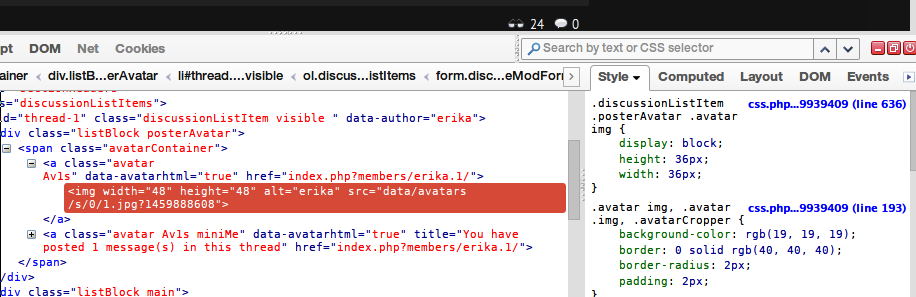 24 0
pt DOM Net Cookies
Search by text or CSS selector
ainer < div.listB...erAvatar < li#thread....visible < ol.discus...istItems < form.disc...eModForm >
Style Computed Layout DOM Events
s="discussionListItems">
.d="thread-1" class="discussionListItem visible " data-author="erika">
div class="listBlock posterAvatar">
<span class="avatarContainer">
<a class="avatar
Av1s" data-avatarhtml="true" href="index.php?members/erika.1/">
<img width="48" height="48" alt="erika" src="data/avatars
/s/0/1.jpg?1459888608">
</a>
<a class="avatar Av1s miniMe" data-avatarhtml="true" title="You have
posted 1 message(s) in this thread" href="index.php?members/erika.1/">
</span>
/div>
div class="listBlock main">
.discussionListItem css.php...9939409 (line 636)
.posterAvatar .avatar
img {
display: block;
height: 36px;
width: 36px;
}
.avatar img, .avatar css.php...9939409 (line 193)
.img, .avatarCropper {
background-color: rgb(19, 19, 19);
border: 0 solid rgb(40, 40, 40);
border-radius: 2px;
padding: 2px;
}